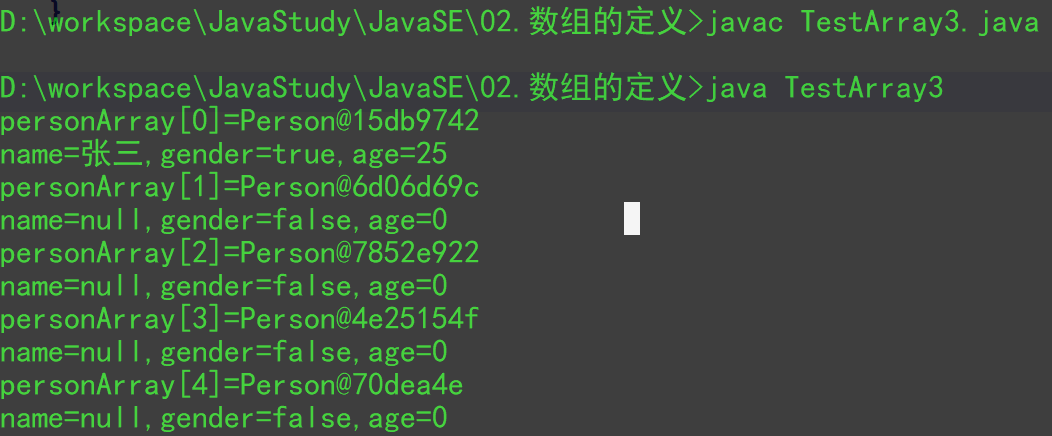 }
D:\workspace\JavaStudy\JavaSE\02.数组的定义>javac TestArray3.java
D:\workspace\JavaStudy\JavaSE\02.数组的定义>java TestArray3
personArray[0]=Person@15db9742
name=张三,gender=true,age=25
personArray[1]=Person@6d06d69c
name=null,gender=false,age=0
personArray[2]=Person@7852e922
name=null,gender=false,age=0
personArray[3]=Person@4e25154f
name=null,gender=false,age=0
personArray[4]=Person@70dea4e
name=null,gender=false,age=0